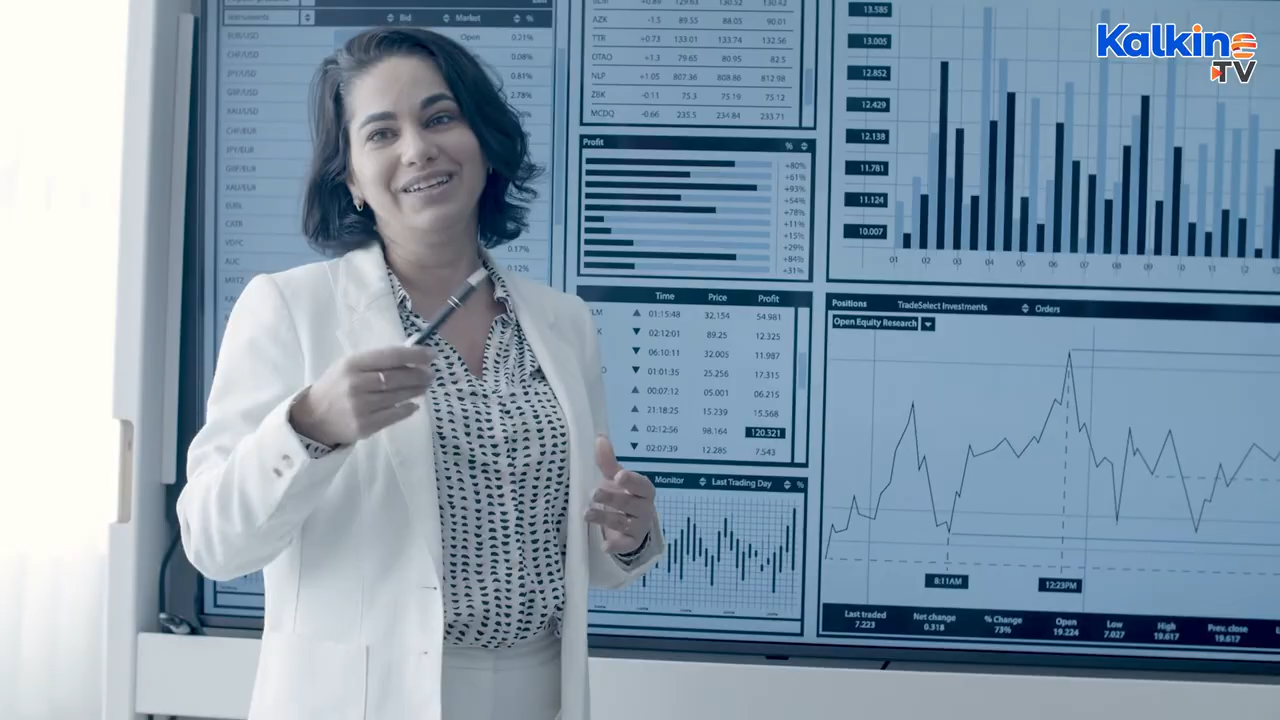 Kalkine
TV
Instruments Bid Market %
EUR/USD Open 0.21%
CHF/USD 0.08%
JPY/USD 0.81%
GBP/USD 2.78%
AXU/USD
CHF/EUR
JPY/EUR
GBP/EUR
AXU/EUR
CATR
VDFC 0.17%
AUC 0.12%
AZK -1.5 89.55 88.05 90.01
TTR +0.73 133.01 133.74 132.56
OTAO +1.3 79.65 80.95 82.5
NLP +1.05 807.36 808.86 812.98
ZBK -0.11 75.3 75.19 75.12
MCDQ -0.66 235.5 234.84 233.71
Profit %
+80%
+61%
+93%
+54%
+78%
+11%
+15%
+29%
+84%
+31%
Time Price Profit
01:15:48 32.154 54.981
02:12:01 89.25 12.325
06:10:11 32.005 11.987
01:01:35 25.256 17.315
00:07:12 05.001 06.215
21:18:25 15.239 15.568
02:12:56 98.164 120.321
02:07:39 12.285 7.543
Monitor Last Trading Day %
13.585
13.005
12.852
12.429
12.138
11.781
11.124
10.007
01 02 03 04 05 06 07 08 09 10 11 12
Positions TradeSelect Investments Orders
Open Equity Research
8:11AM 12:23PM
Last traded Net change % Change Open Low High Prev. close
7.223 0.318 73% 19.224 7.027 19.617 19.617